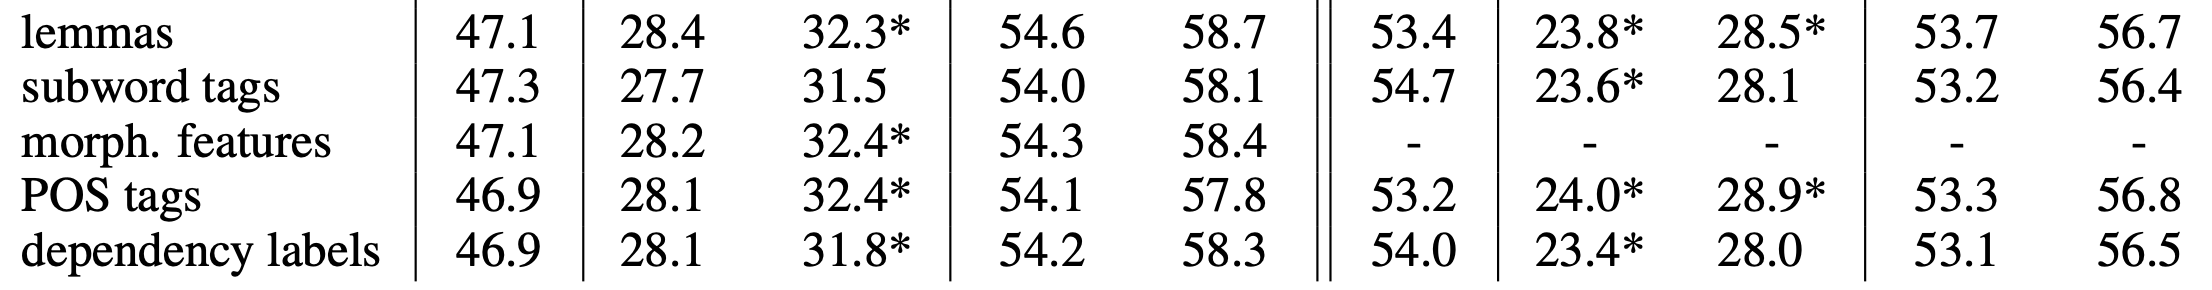 lemmas 47.1 28.4 32.3* 54.6 58.7 53.4 23.8* 28.5* 53.7 56.7
subword tags 47.3 27.7 31.5 54.0 58.1 54.7 23.6* 28.1 53.2 56.4
morph. features 47.1 28.2 32.4* 54.3 58.4 - - - - -
POS tags 46.9 28.1 32.4* 54.1 57.8 53.2 24.0* 28.9* 53.3 56.8
dependency labels 46.9 28.1 31.8* 54.2 58.3 54.0 23.4* 28.0 53.1 56.5